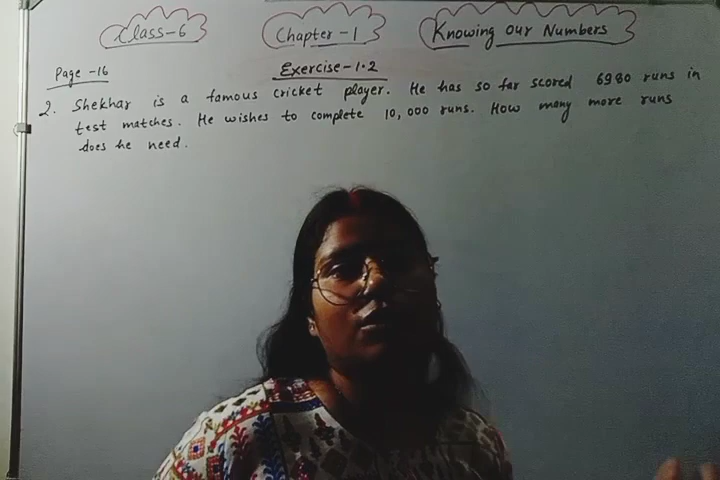 Class-6 Chapter-1 Knowing Our Numbers
Page-16 Exercise-1.2
2. Shekhar is a famous cricket player. He has so far scored 6980 runs in
test matches. He wishes to complete 10,000 runs. How many more runs
does he need.